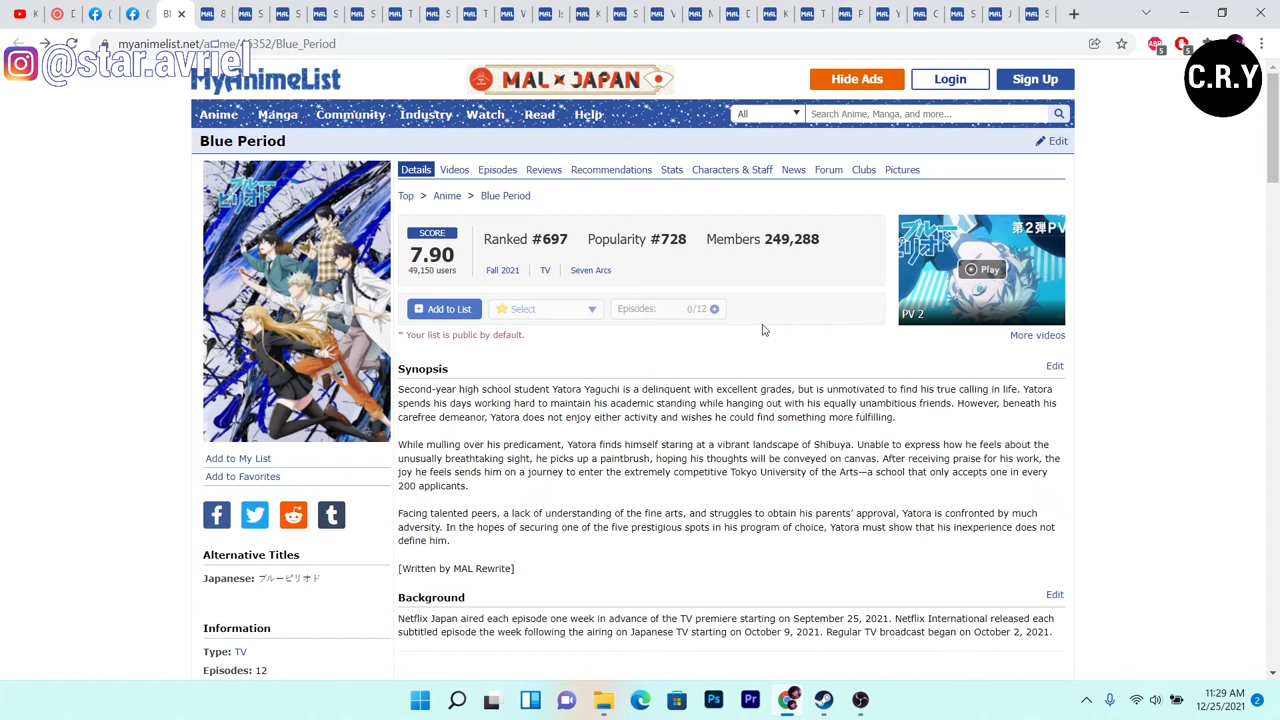 BL
myanimelist.net/anime/
352/Blue_Period
@star.avriel
C.R.Y
MyAnimeList
MAL×JAPAN
Hide Ads
Login
Sign Up
Anime
Manga
Community
Industry
Watch
Read
Help
All
Search Anime, Manga, and more...
Blue Period
Edit
ブルーピリオド
Details
Videos
Episodes
Reviews
Recommendations
Stats
Characters & Staff
News
Forum
Clubs
Pictures
Top > Anime > Blue Period
SCORE
7.90
49,150 users
Ranked #697
Popularity #728
Members 249,288
Fall 2021
TV
Seven Arcs
Add to List
Select
Episodes: 0/12
* Your list is public by default.
第2弾PV
Play
PV 2
More videos
Synopsis
Edit
Second-year high school student Yatora Yaguchi is a delinquent with excellent grades, but is unmotivated to find his true calling in life. Yatora
spends his days working hard to maintain his academic standing while hanging out with his equally unambitious friends. However, beneath his
carefree demeanor, Yatora does not enjoy either activity and wishes he could find something more fulfilling.
While mulling over his predicament, Yatora finds himself staring at a vibrant landscape of Shibuya. Unable to express how he feels about the
unusually breathtaking sight, he picks up a paintbrush, hoping his thoughts will be conveyed on canvas. After receiving praise for his work, the
joy he feels sends him on a journey to enter the extremely competitive Tokyo University of the Arts—a school that only accepts one in every
200 applicants.
Facing talented peers, a lack of understanding of the fine arts, and struggles to obtain his parents' approval, Yatora is confronted by much
adversity. In the hopes of securing one of the five prestigious spots in his program of choice, Yatora must show that his inexperience does not
define him.
[Written by MAL Rewrite]
Background
Edit
Netflix Japan aired each episode one week in advance of the TV premiere starting on September 25, 2021. Netflix International released each
subtitled episode the week following the airing on Japanese TV starting on October 9, 2021. Regular TV broadcast began on October 2, 2021.
Add to My List
Add to Favorites
Alternative Titles
Japanese: ブルーピリオド
Information
Type: TV
Episodes: 12
11:29 AM
12/25/2021